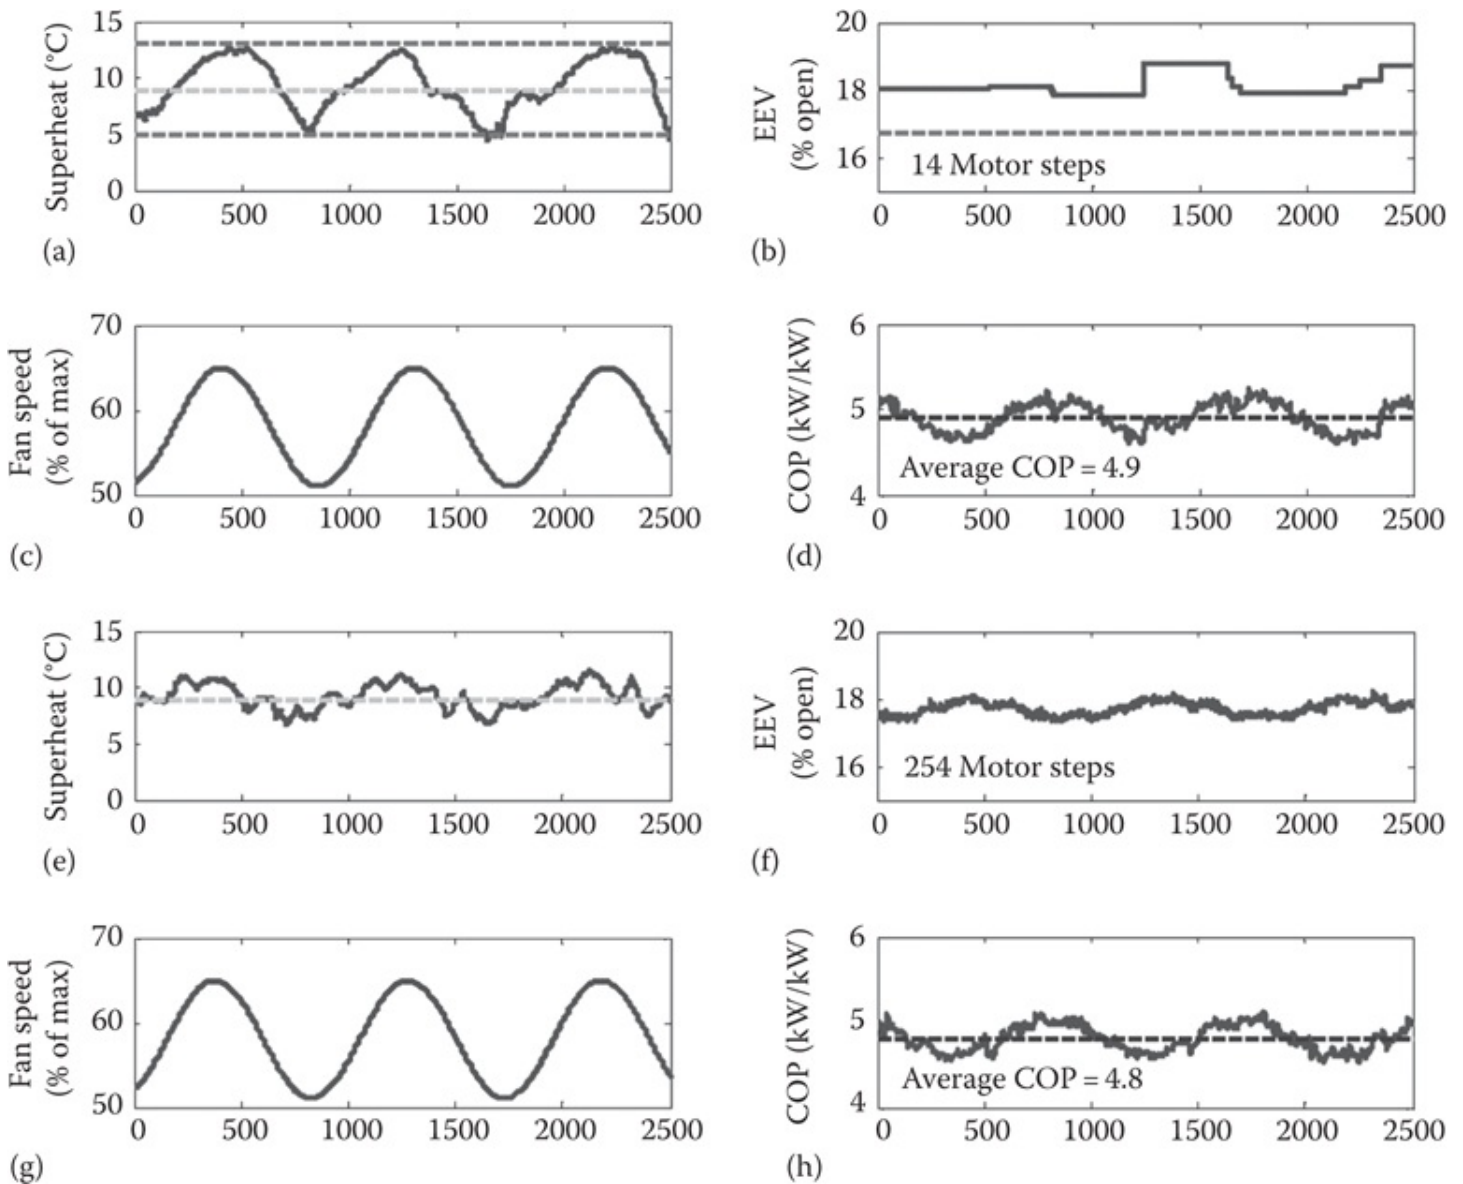 15
10
5
0
Superheat (°C)
0 500 1000 1500 2000 2500
(a)
20
18
16
EEV
(% open)
14 Motor steps
0 500 1000 1500 2000 2500
(b)
70
60
50
Fan speed
(% of max)
0 500 1000 1500 2000 2500
(c)
6
5
4
COP (kW/kW)
Average COP = 4.9
0 500 1000 1500 2000 2500
(d)
15
10
5
0
Superheat (°C)
0 500 1000 1500 2000 2500
(e)
20
18
16
EEV
(% open)
254 Motor steps
0 500 1000 1500 2000 2500
(f)
70
60
50
Fan speed
(% of max)
0 500 1000 1500 2000 2500
(g)
6
5
4
COP (kW/kW)
Average COP = 4.8
0 500 1000 1500 2000 2500
(h)